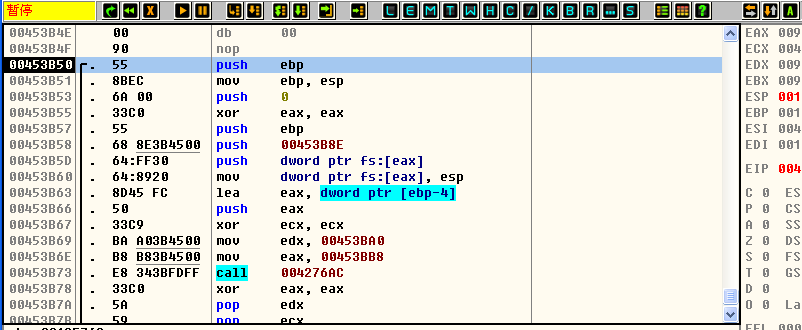 暂停 L E M T W H C / K B R ... S ? A
00453B4E 00 db 00 EAX 009
00453B4F 90 nop ECX 004
00453B50 . 55 push ebp EDX 009
00453B51 . 8BEC mov ebp, esp EBX 009
00453B53 . 6A 00 push 0 ESP 001
00453B55 . 33C0 xor eax, eax EBP 001
00453B57 . 55 push ebp ESI 004
00453B58 . 68 8E3B4500 push 00453B8E EDI 001
00453B5D . 64:FF30 push dword ptr fs:[eax]
00453B60 . 64:8920 mov dword ptr fs:[eax], esp EIP 004
00453B63 . 8D45 FC lea eax, dword ptr [ebp-4] C 0 ES
00453B66 . 50 push eax P 0 CS
00453B67 . 33C9 xor ecx, ecx A 0 SS
00453B69 . BA A03B4500 mov edx, 00453BA0 Z 0 DS
00453B6E . B8 B83B4500 mov eax, 00453BB8 S 0 FS
00453B73 . E8 343BFDFF call 004276AC T 0 GS
00453B78 . 33C0 xor eax, eax D 0
00453B7A . 5A pop edx O 0 La
00453B7B . 59 pop ecx